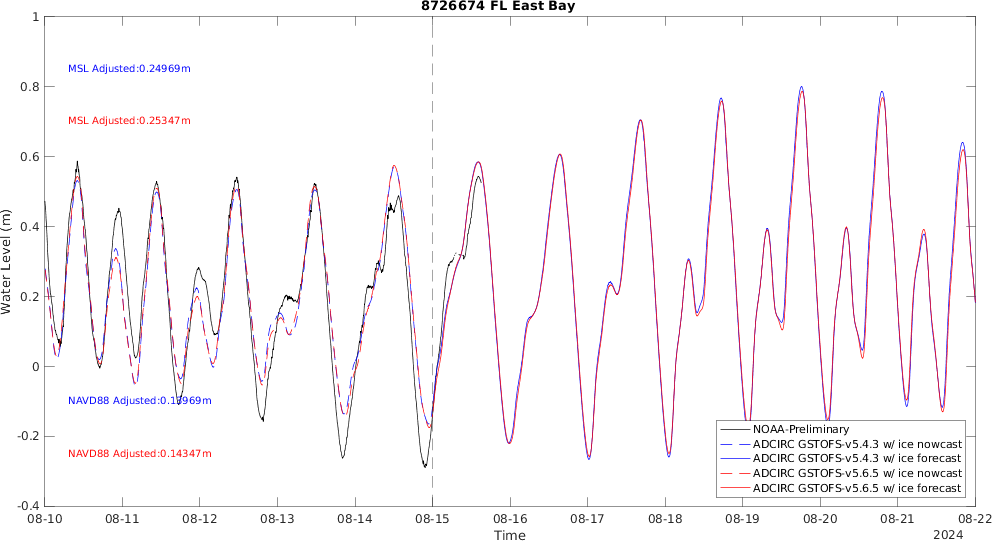 8726674 FL East Bay
1
0.8
0.6
0.4
0.2
0
-0.2
-0.4
Water Level (m)
MSL Adjusted:0.24969m
MSL Adjusted:0.25347m
NAVD88 Adjusted:0.13969m
NAVD88 Adjusted:0.14347m
NOAA-Preliminary
ADCIRC GSTOFS-v5.4.3 w/ ice nowcast
ADCIRC GSTOFS-v5.4.3 w/ ice forecast
ADCIRC GSTOFS-v5.6.5 w/ ice nowcast
ADCIRC GSTOFS-v5.6.5 w/ ice forecast
08-10 08-11 08-12 08-13 08-14 08-15 08-16 08-17 08-18 08-19 08-20 08-21 08-22
Time
2024